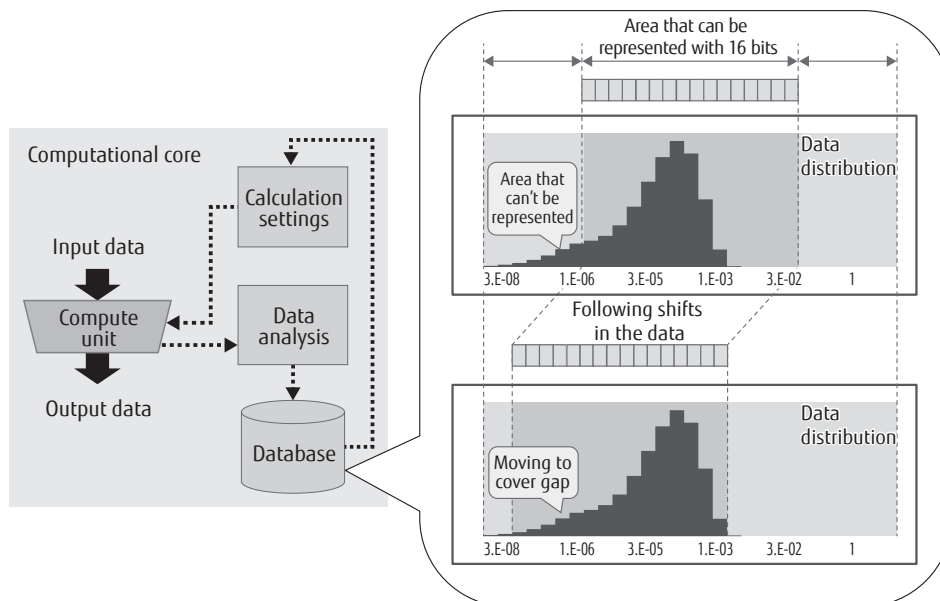 Computational core
Calculation
settings
Input data
Compute
unit
Data
analysis
Output data
Database
Area that can be
represented with 16 bits
Data
distribution
Area that
can't be
represented
3.E-08 1.E-06 3.E-05 1.E-03 3.E-02 1
Following shifts
in the data
Data
distribution
Moving to
cover gap
3.E-08 1.E-06 3.E-05 1.E-03 3.E-02 1